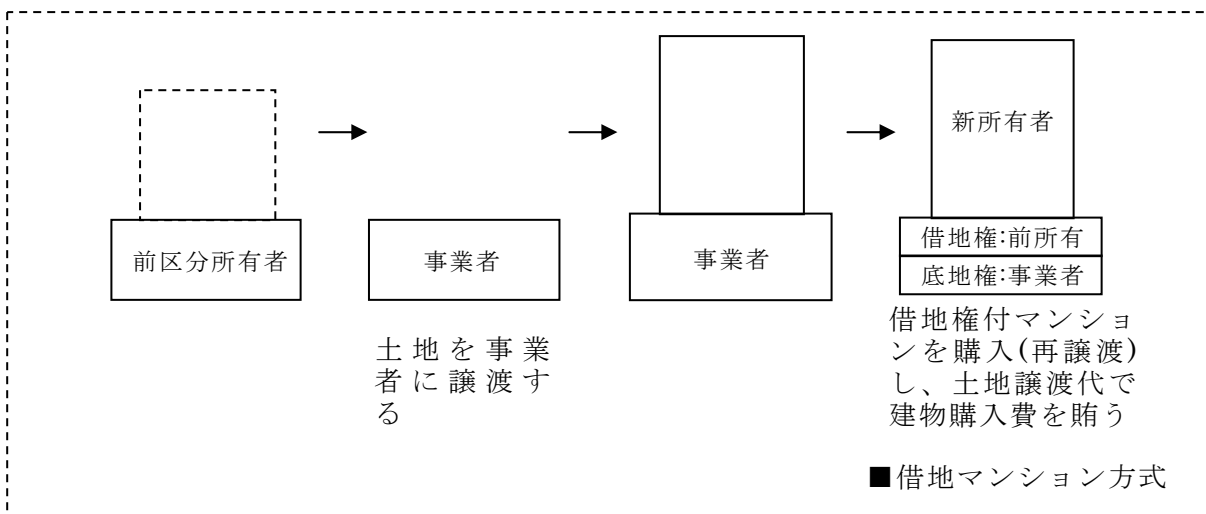 前区分所有者
事業者
土地を事業
者に譲渡す
る
事業者
新所有者
借地権:前所有
底地権:事業者
借地権付マンショ
ンを購入(再譲渡)
し、土地譲渡代で
建物購入費を賄う
■借地マンション方式